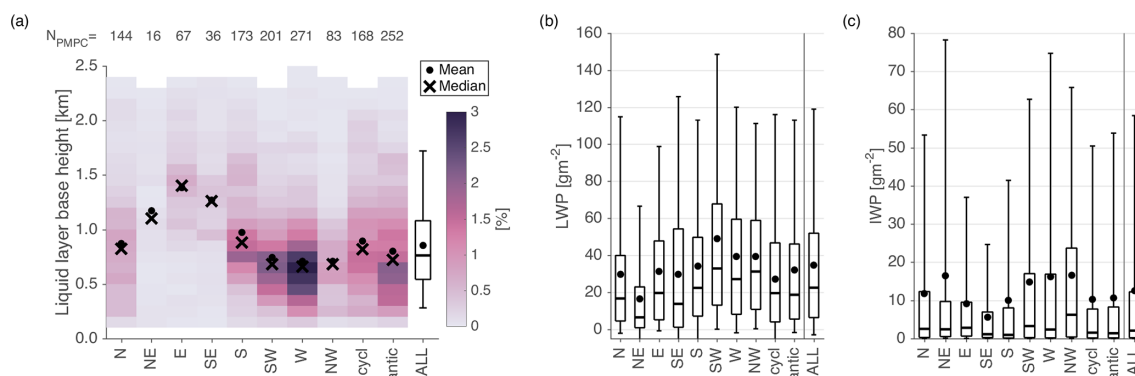 (a)
N_PMPC= 144 16 67 36 173 201 271 83 168 252
Liquid layer base height [km]
2.5
2.0
1.5
1.0
0.5
0.0
N NE E SE S SW W NW cycl antic ALL
Mean
Median
3
2.5
2
1.5
1
0.5
0
[%]
(b)
LWP [gm-2]
160
140
120
100
80
60
40
20
0
N NE E SE S SW W NW cycl antic ALL
(c)
IWP [gm-2]
80
70
60
50
40
30
20
10
0
N NE E SE S SW W NW cycl antic ALL